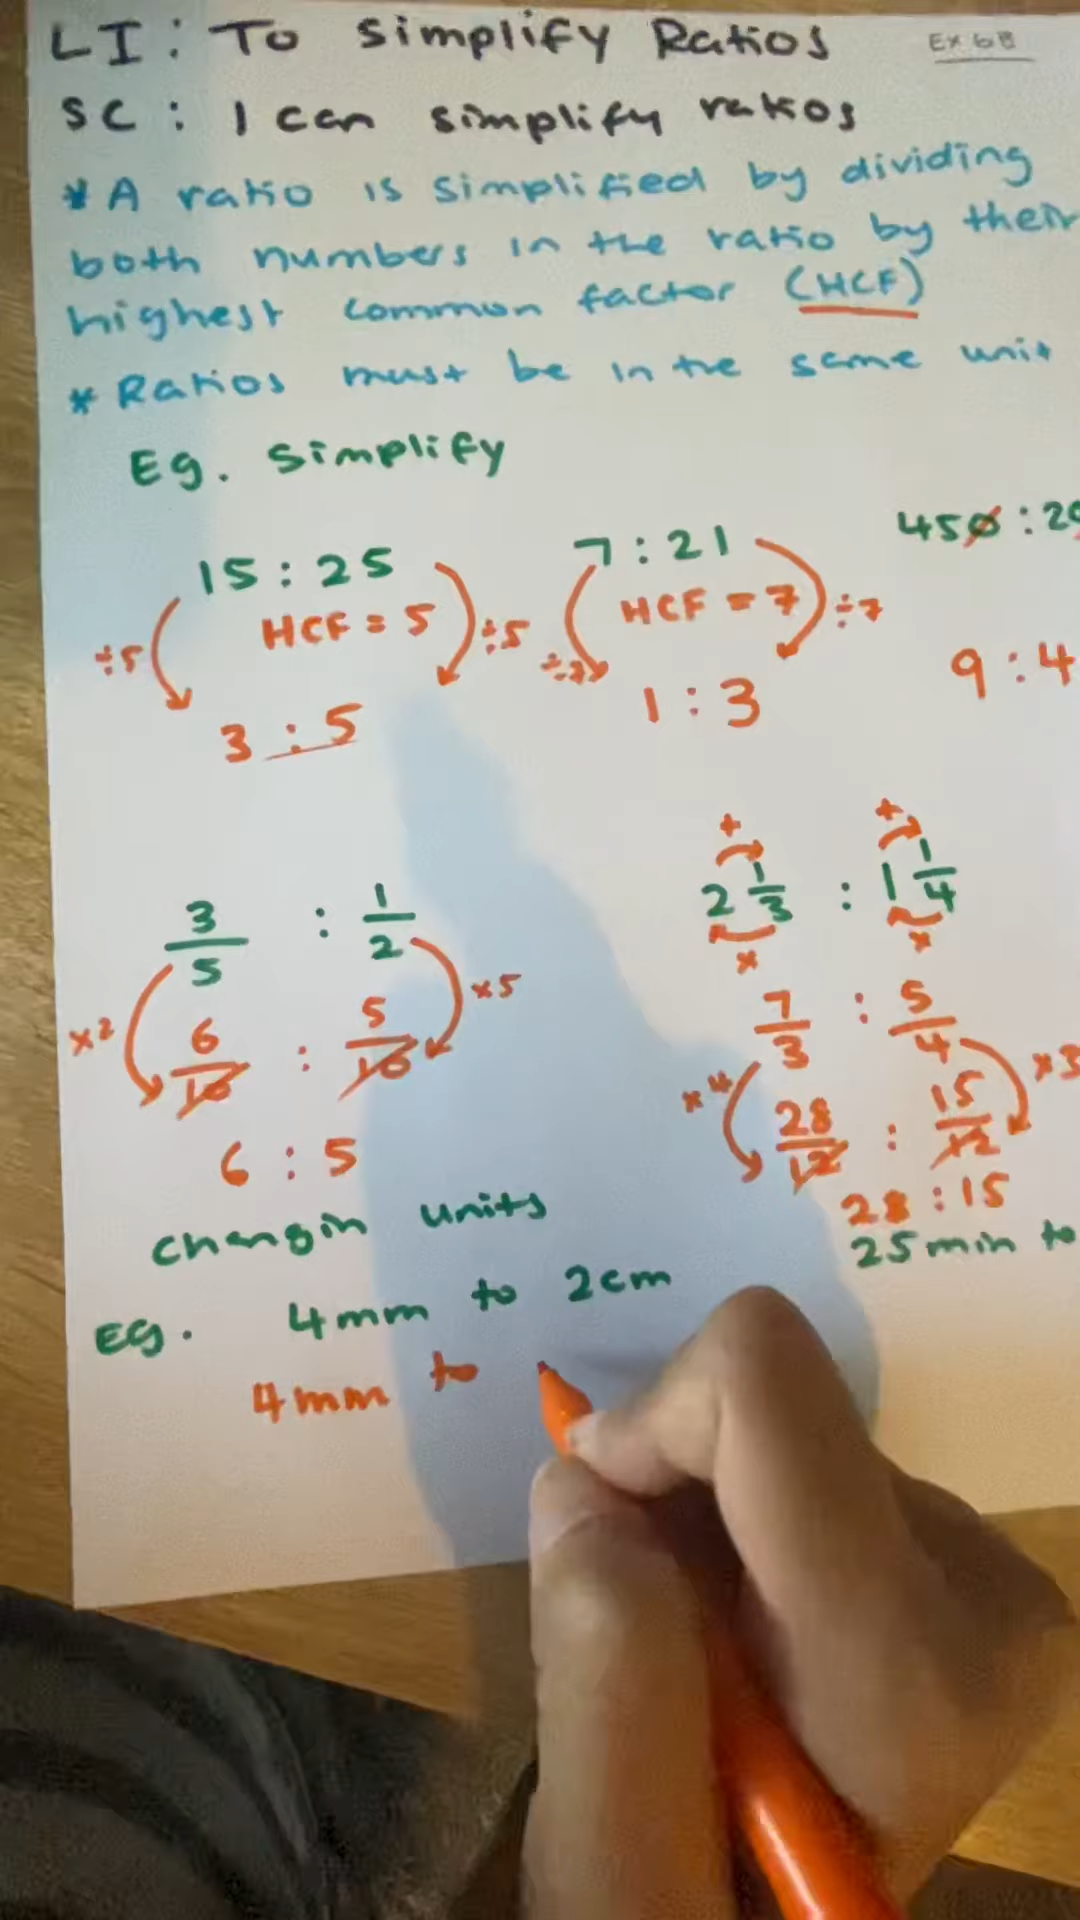 LI: To simplify Ratios
Ex 6B
SC: I can simplify ratios
* A ratio is simplified by dividing
both numbers in the ratio by their
highest common factor (HCF)
* Ratios must be in the same unit
Eg. Simplify
15 : 25
HCF = 5
÷5
÷5
3 : 5
7 : 21
HCF = 7
÷7
÷7
1 : 3
450 : 20
9 : 4
3/5 : 1/2
×2
×5
6/10 : 5/10
6 : 5
+ +
2 1/3 : 1 1/4
× ×
7/3 : 5/4
×4
×3
28/12 : 15/12
28 : 15
changin units
25 min to
Eg. 4mm to 2cm
4mm to